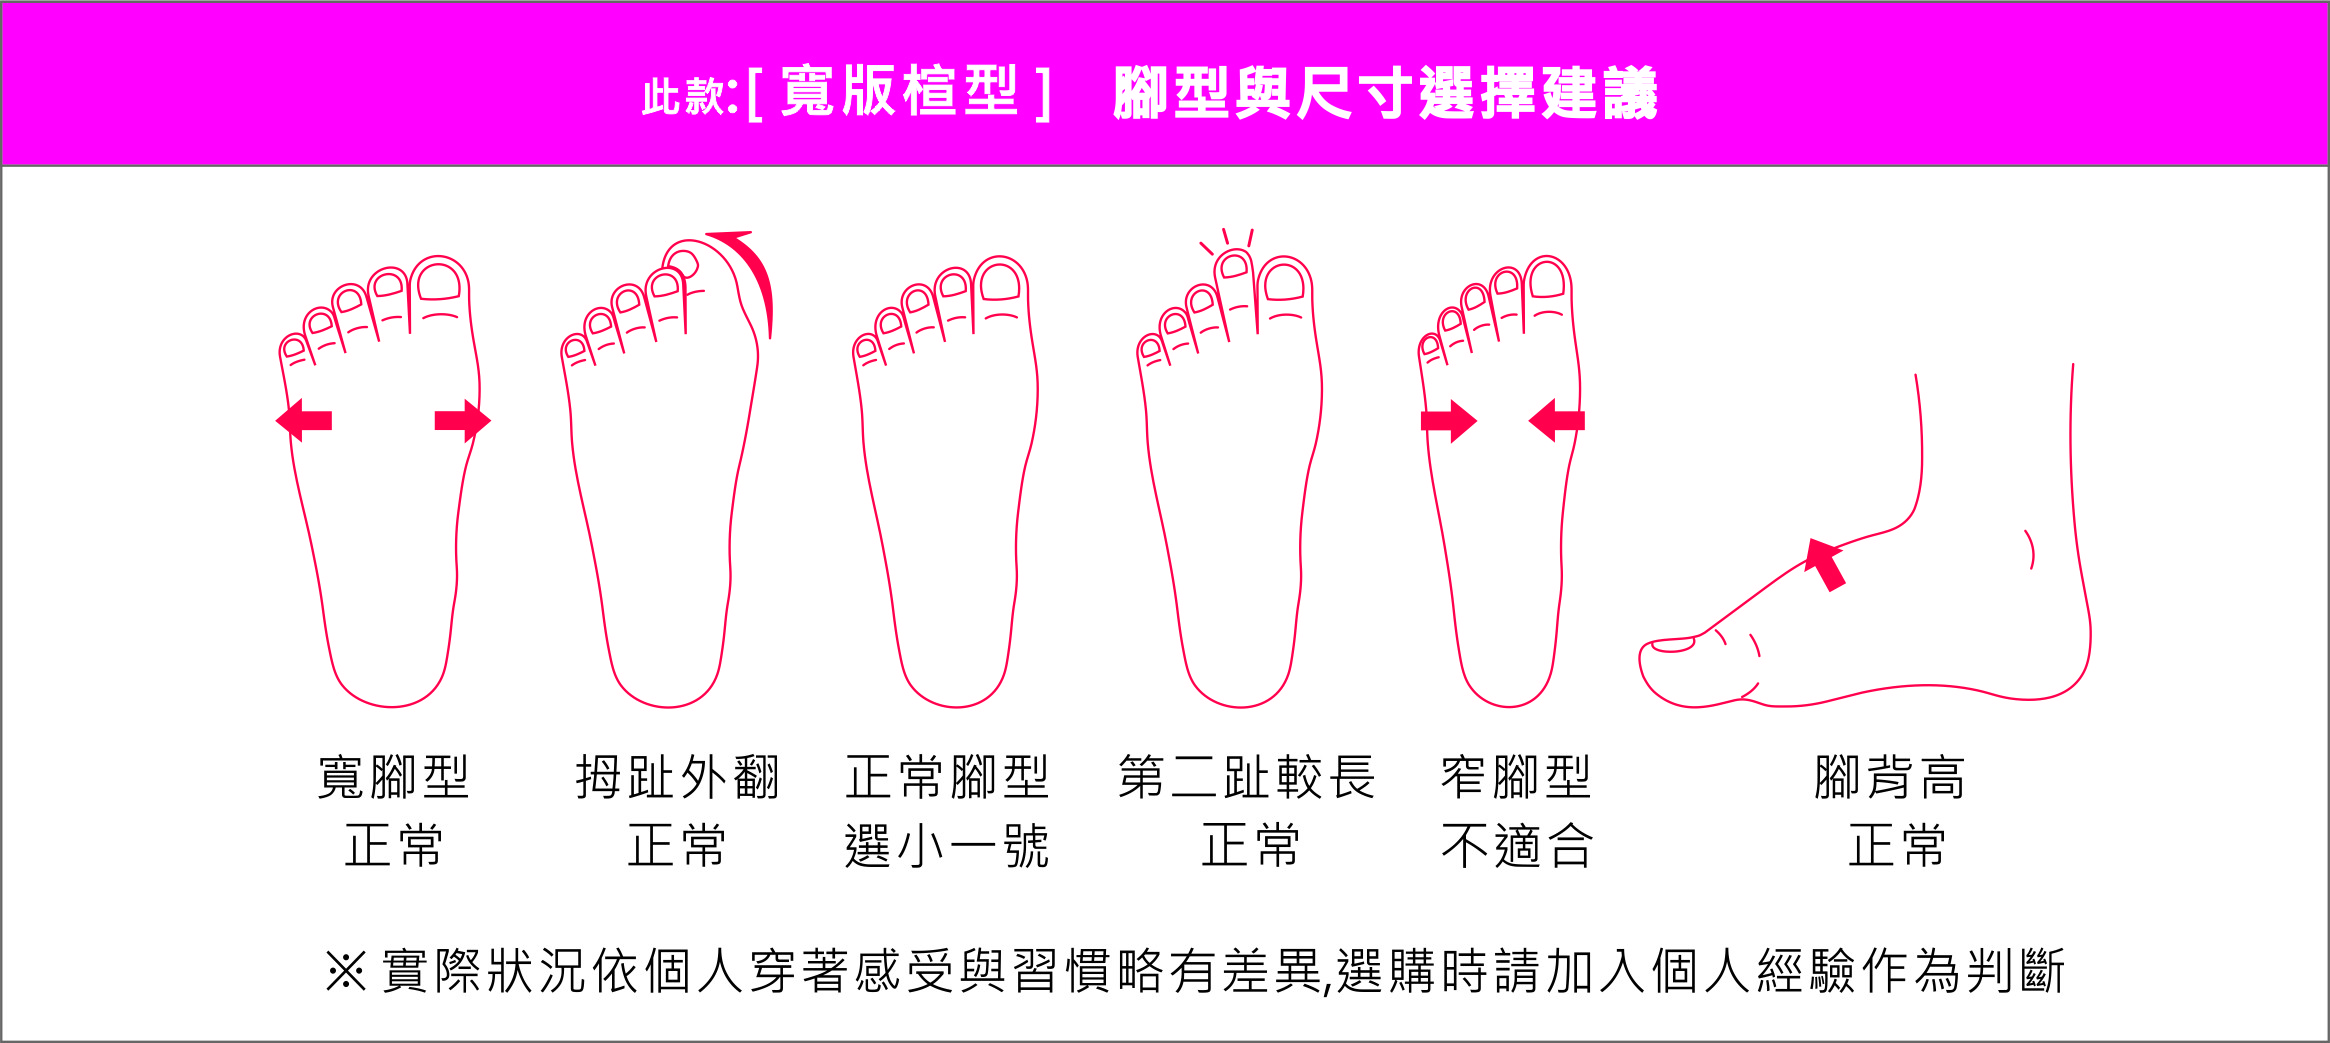 此款:[ 寬版楦型 ] 腳型與尺寸選擇建議
寬腳型
正常
拇趾外翻
正常
正常腳型
選小一號
第二趾較長
正常
窄腳型
不適合
腳背高
正常
※ 實際狀況依個人穿著感受與習慣略有差異,選購時請加入個人經驗作為判斷